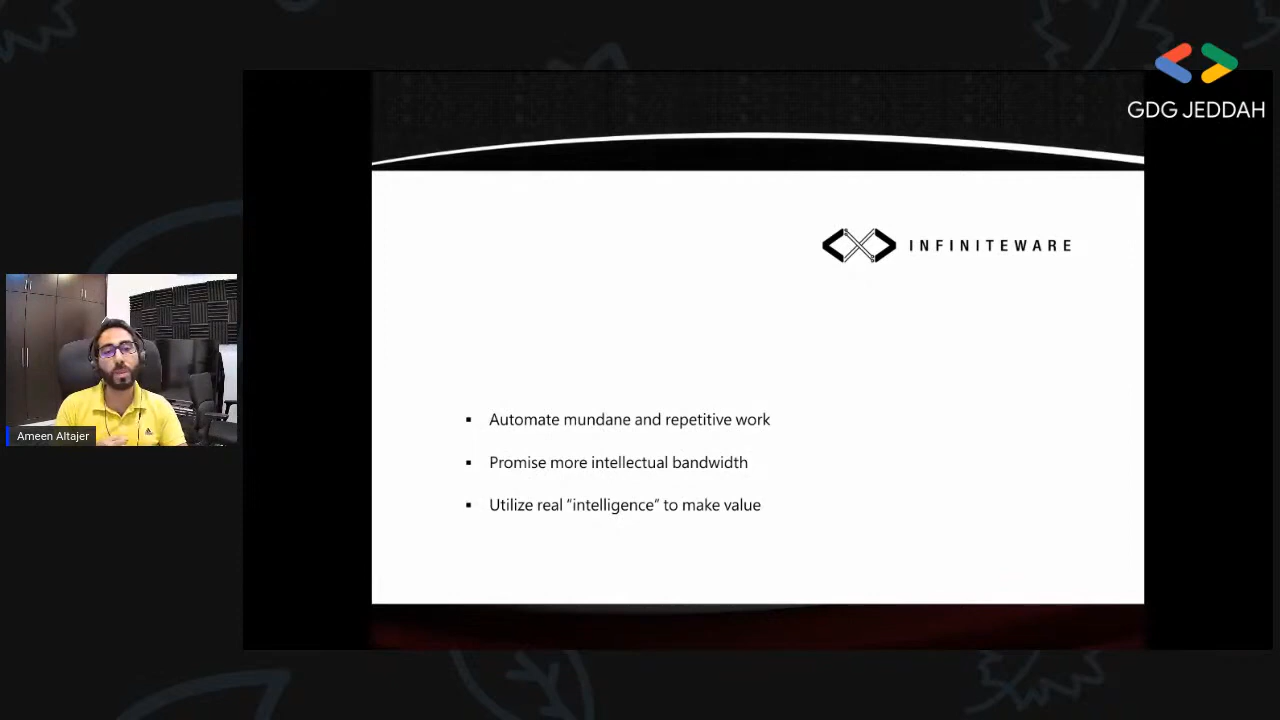 GDG JEDDAH
INFINITEWARE
Automate mundane and repetitive work
Promise more intellectual bandwidth
Utilize real “intelligence” to make value
Ameen Altajer